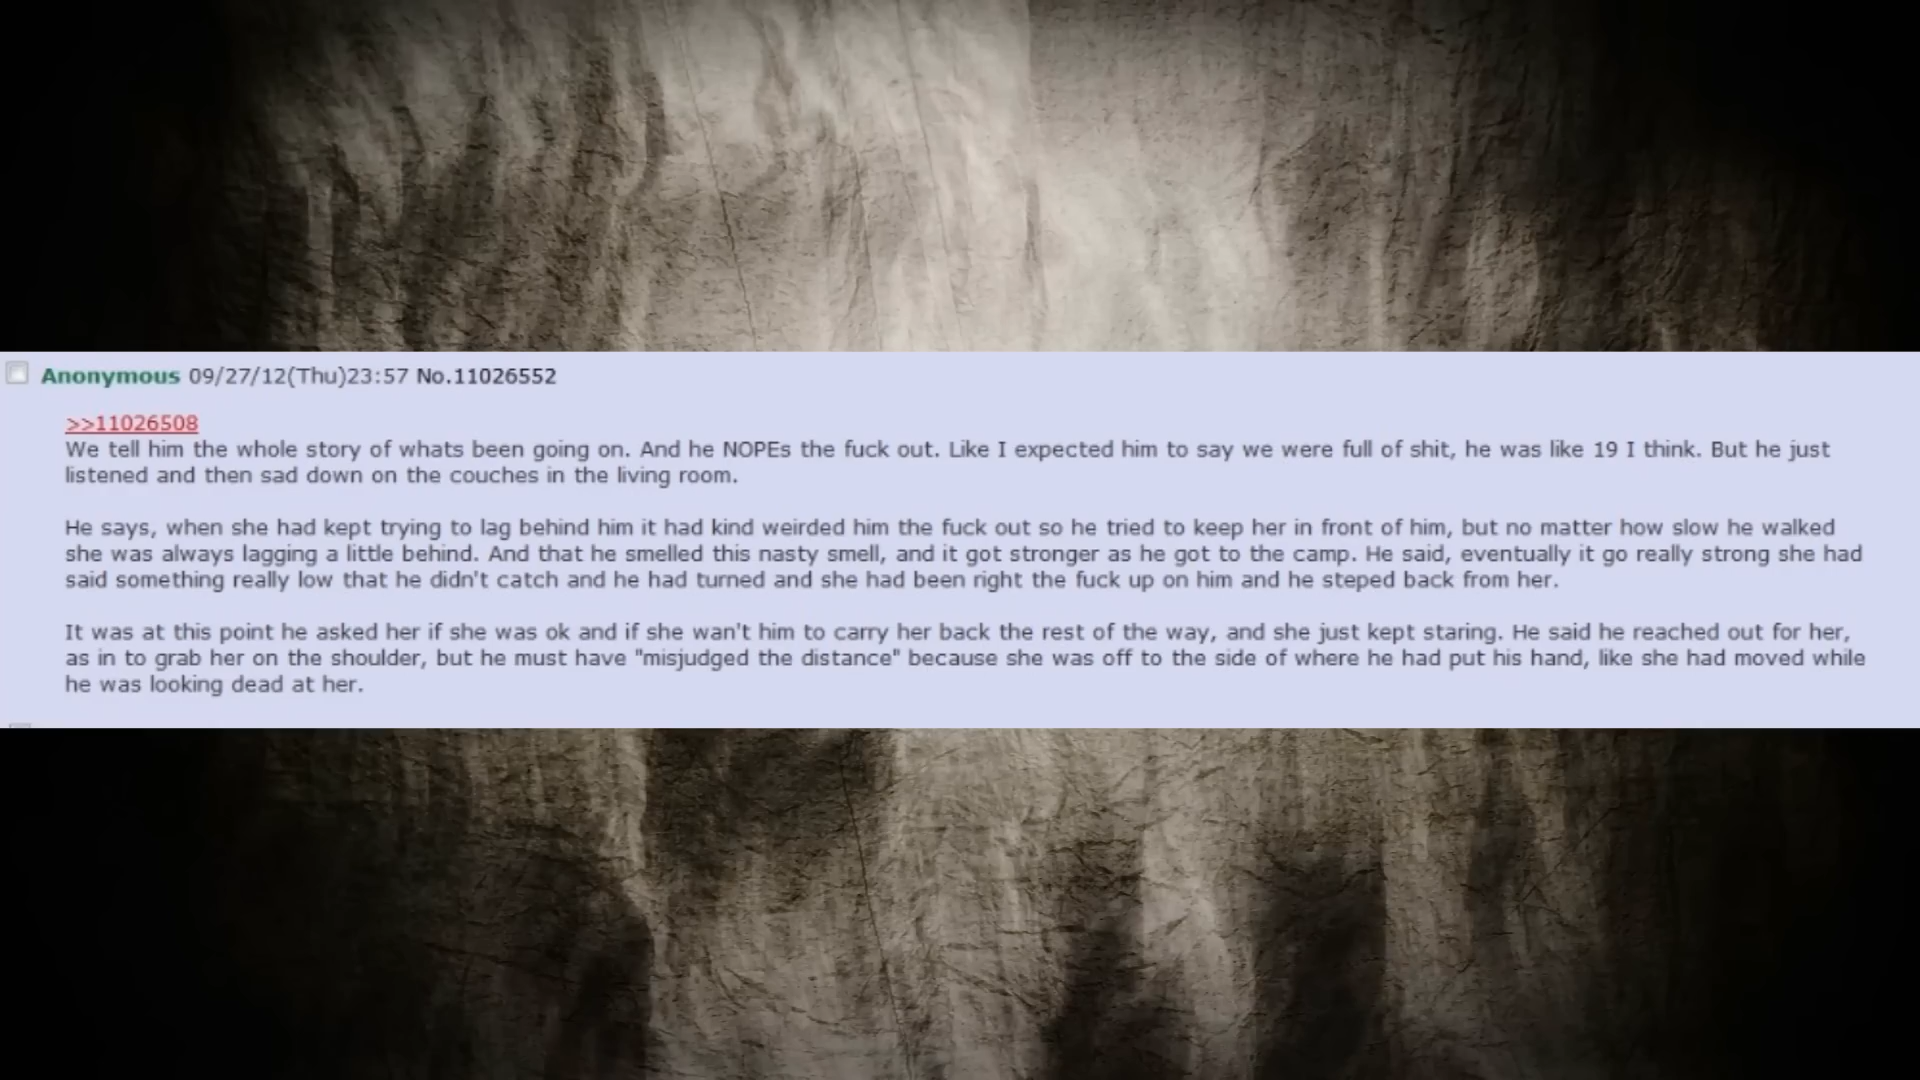 Anonymous 09/27/12(Thu)23:57 No.11026552
>>11026508
We tell him the whole story of whats been going on. And he NOPEs the fuck out. Like I expected him to say we were full of shit, he was like 19 I think. But he just
listened and then sad down on the couches in the living room.
He says, when she had kept trying to lag behind him it had kind weirded him the fuck out so he tried to keep her in front of him, but no matter how slow he walked
she was always lagging a little behind. And that he smelled this nasty smell, and it got stronger as he got to the camp. He said, eventually it go really strong she had
said something really low that he didn't catch and he had turned and she had been right the fuck up on him and he steped back from her.
It was at this point he asked her if she was ok and if she wan't him to carry her back the rest of the way, and she just kept staring. He said he reached out for her,
as in to grab her on the shoulder, but he must have "misjudged the distance" because she was off to the side of where he had put his hand, like she had moved while
he was looking dead at her.